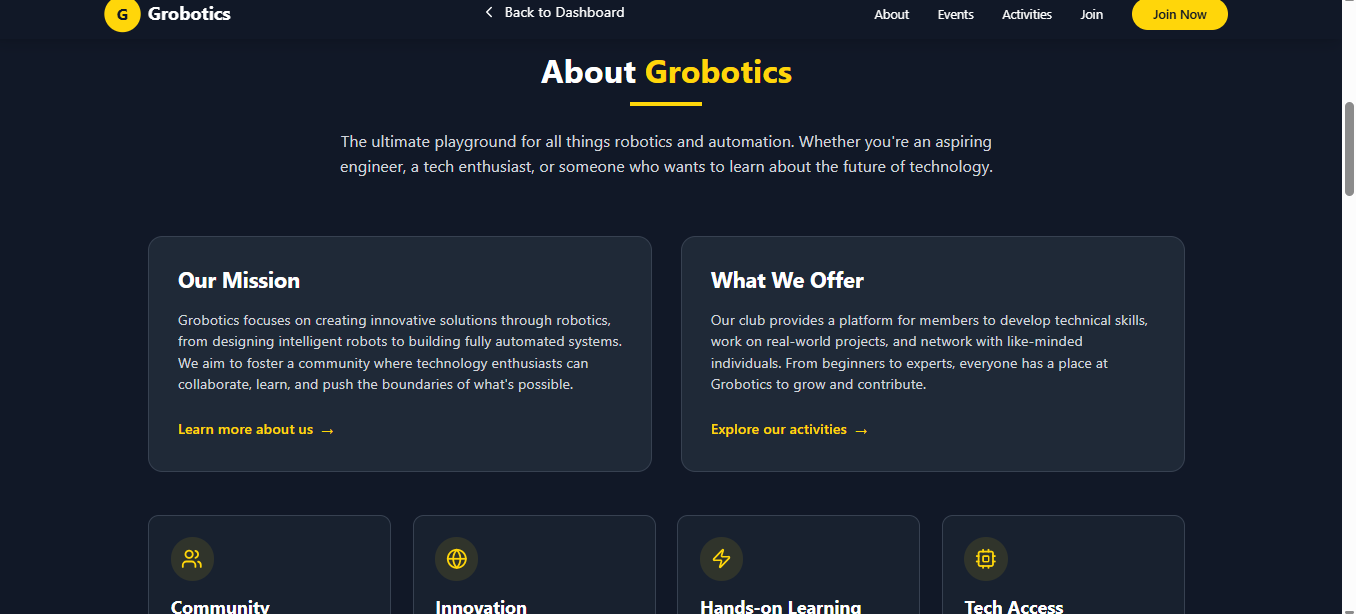 G Grobotics
Back to Dashboard
About Events Activities Join Join Now
About Grobotics
The ultimate playground for all things robotics and automation. Whether you're an aspiring
engineer, a tech enthusiast, or someone who wants to learn about the future of technology.
Our Mission
Grobotics focuses on creating innovative solutions through robotics,
from designing intelligent robots to building fully automated systems.
We aim to foster a community where technology enthusiasts can
collaborate, learn, and push the boundaries of what's possible.
Learn more about us →
What We Offer
Our club provides a platform for members to develop technical skills,
work on real-world projects, and network with like-minded
individuals. From beginners to experts, everyone has a place at
Grobotics to grow and contribute.
Explore our activities →
Community
Innovation
Hands-on Learning
Tech Access